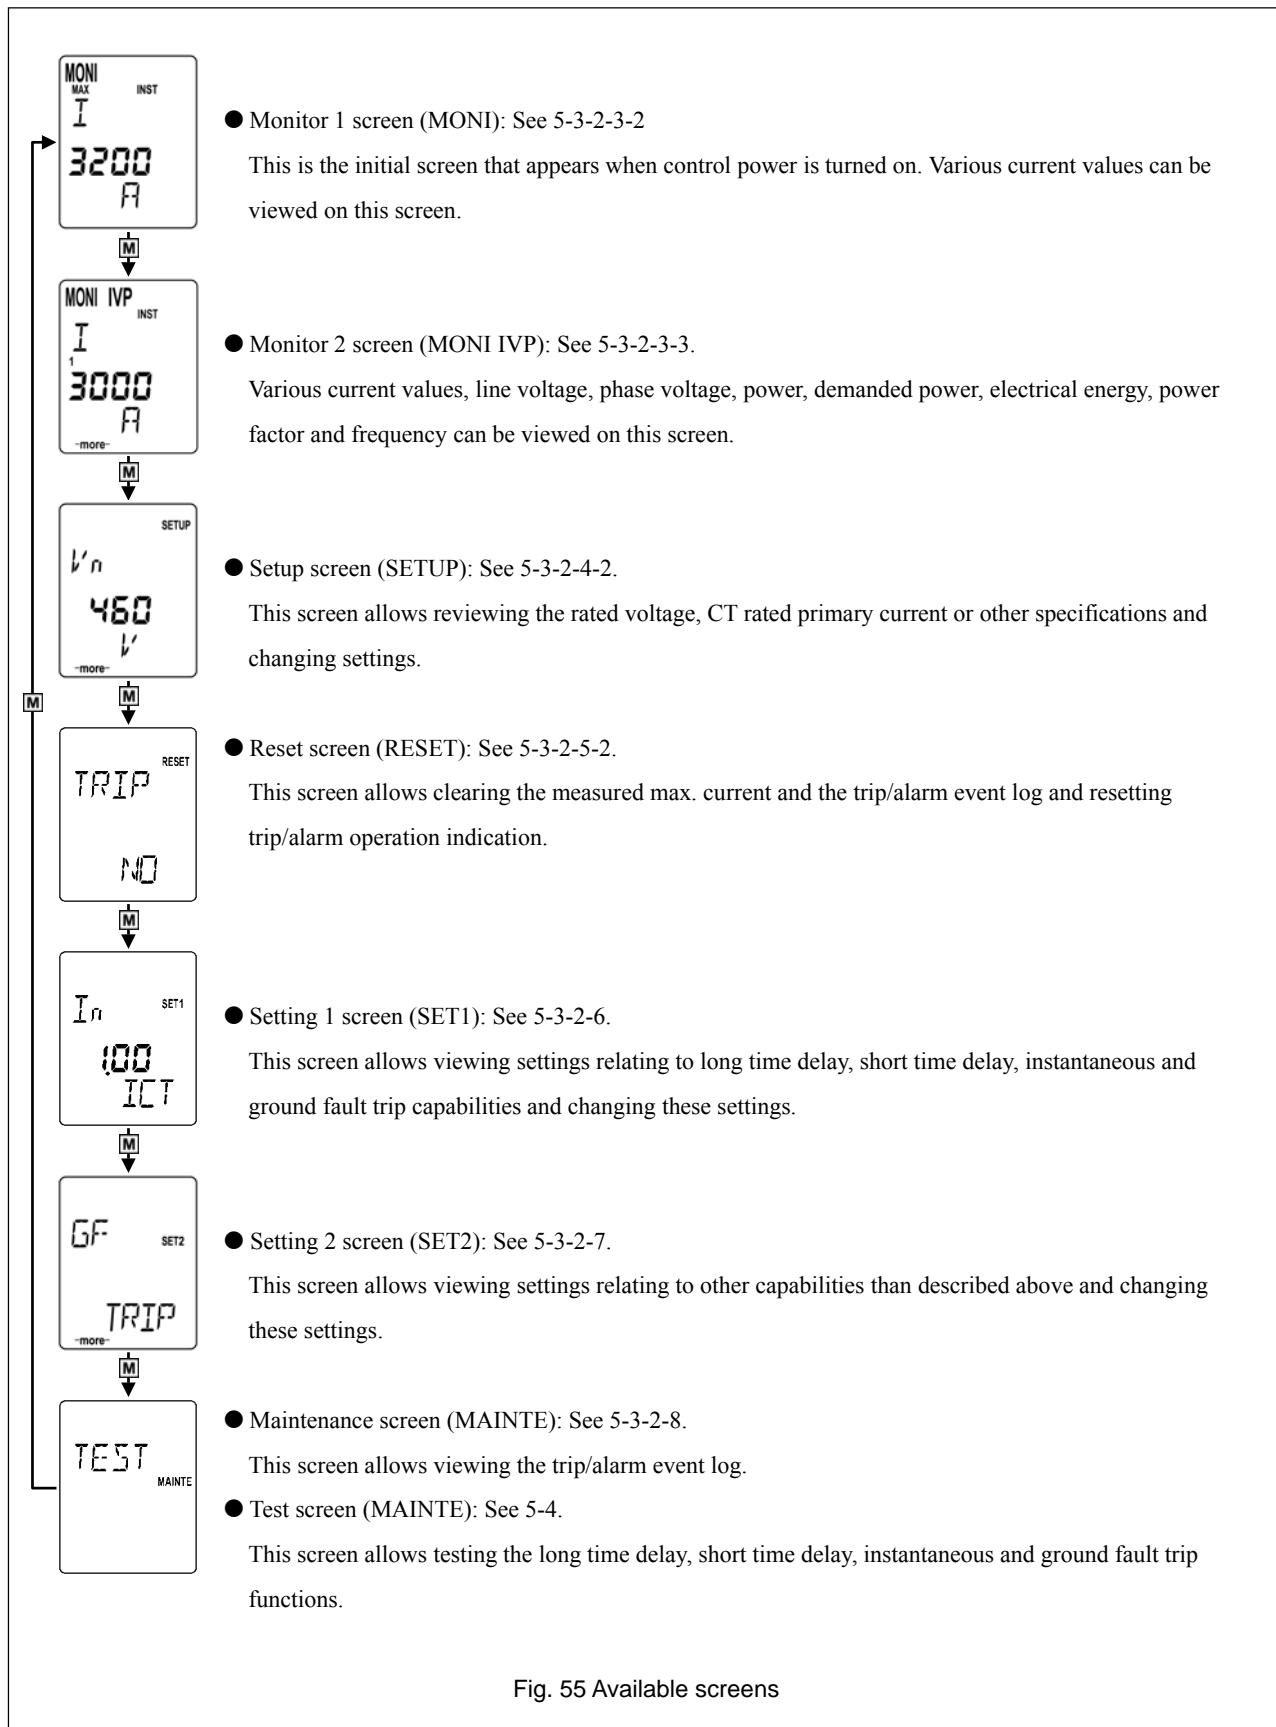 MONI
MAX INST
I
3200
A
● Monitor 1 screen (MONI): See 5-3-2-3-2
This is the initial screen that appears when control power is turned on. Various current values can be
viewed on this screen.
M
MONI IVP
INST
I
1
3000
A
-more-
● Monitor 2 screen (MONI IVP): See 5-3-2-3-3.
Various current values, line voltage, phase voltage, power, demanded power, electrical energy, power
factor and frequency can be viewed on this screen.
M
SETUP
Vn
460
V
-more-
● Setup screen (SETUP): See 5-3-2-4-2.
This screen allows reviewing the rated voltage, CT rated primary current or other specifications and
changing settings.
M
M
RESET
TRIP
NO
● Reset screen (RESET): See 5-3-2-5-2.
This screen allows clearing the measured max. current and the trip/alarm event log and resetting
trip/alarm operation indication.
M
In SET1
1.00
ICT
● Setting 1 screen (SET1): See 5-3-2-6.
This screen allows viewing settings relating to long time delay, short time delay, instantaneous and
ground fault trip capabilities and changing these settings.
M
GF SET2
TRIP
-more-
● Setting 2 screen (SET2): See 5-3-2-7.
This screen allows viewing settings relating to other capabilities than described above and changing
these settings.
M
TEST
MAINTE
● Maintenance screen (MAINTE): See 5-3-2-8.
This screen allows viewing the trip/alarm event log.
● Test screen (MAINTE): See 5-4.
This screen allows testing the long time delay, short time delay, instantaneous and ground fault trip
functions.
Fig. 55 Available screens